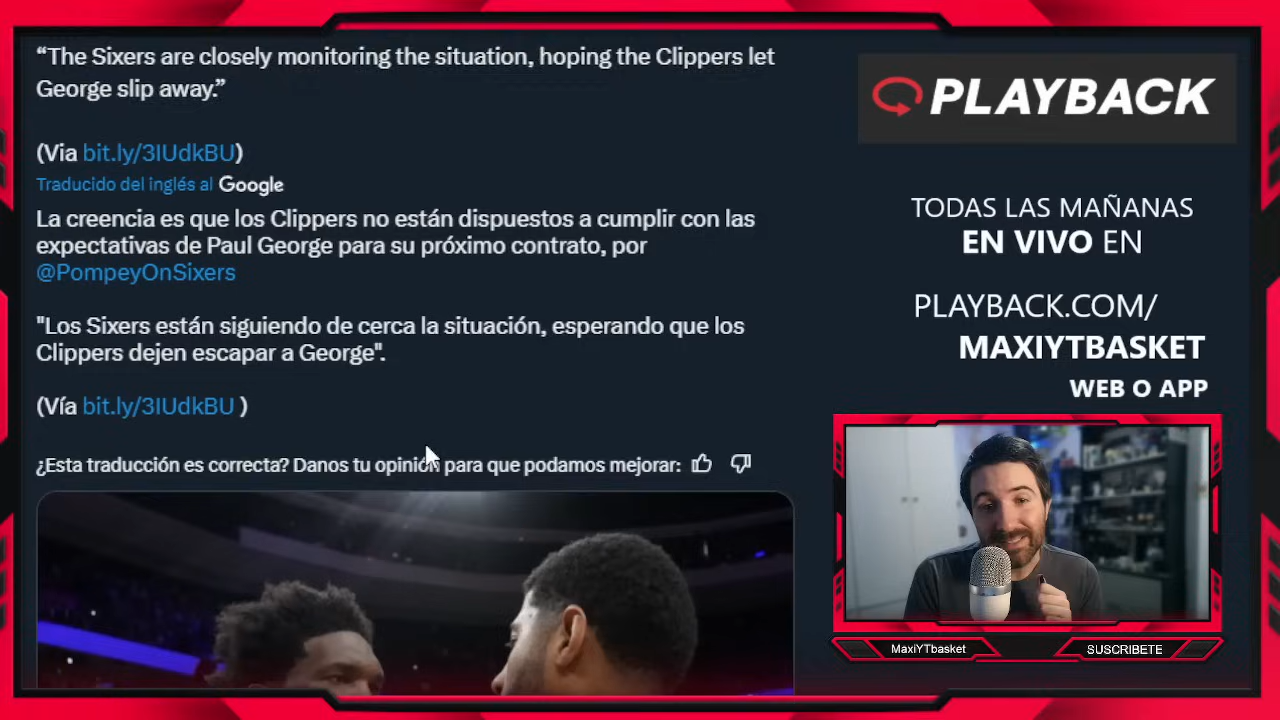 “The Sixers are closely monitoring the situation, hoping the Clippers let
George slip away.”
(Via bit.ly/3IUdkBU)
Traducido del inglés al Google
La creencia es que los Clippers no están dispuestos a cumplir con las
expectativas de Paul George para su próximo contrato, por
@PompeyOnSixers
"Los Sixers están siguiendo de cerca la situación, esperando que los
Clippers dejen escapar a George".
(Vía bit.ly/3IUdkBU )
¿Esta traducción es correcta? Danos tu opinión para que podamos mejorar:
PLAYBACK
TODAS LAS MAÑANAS
EN VIVO EN
PLAYBACK.COM/
MAXIYTBASKET
WEB O APP
MaxiYTbasket
SUSCRIBETE